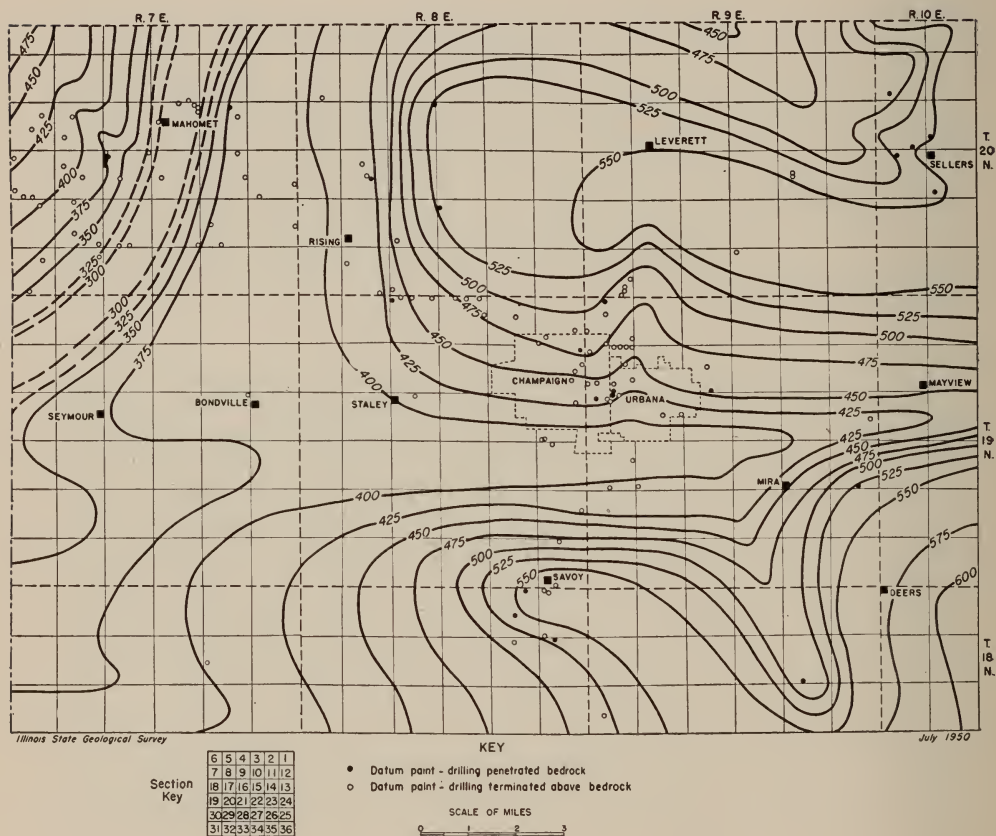 R. 7 E. R. 8 E. R. 9 E. R. 10 E.
475
450
425
400
375
350
325
300
300
325
350
375
MAHOMET
450
475
500
525
550
LEVERETT
T.
20
N.
SELLERS
RISING
525
500
475
450
425
400
550
525
500
475
450
425
425
450
475
500
525
550
CHAMPAIGN
URBANA
MAYVIEW
SEYMOUR
BONDVILLE
STALEY
T.
19
N.
MIRA
400
425
450
475
500
525
550
SAVOY
575
600
DEERS
T.
18
N.
Illinois State Geological Survey
July 1950
KEY
Section
Key
6 5 4 3 2 1
7 8 9 10 11 12
18 17 16 15 14 13
19 20 21 22 23 24
30 29 28 27 26 25
31 32 33 34 35 36
Datum paint - drilling penetrated bedrock
Datum paint - drilling terminated above bedrock
SCALE OF MILES
0 1 2 3